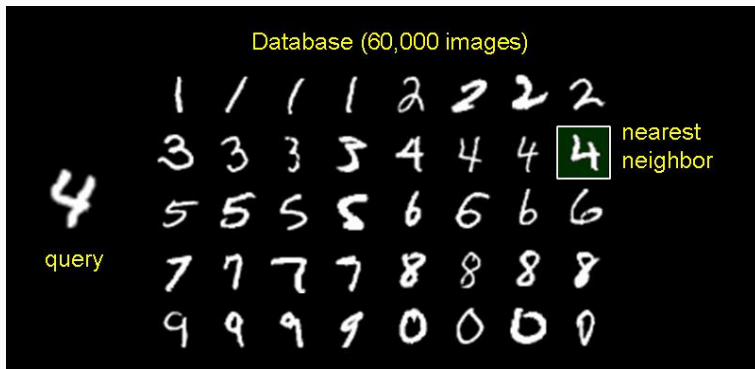 Database (60,000 images)
1 1 1 1 2 2 2 2
3 3 3 3 4 4 4 4
nearest
neighbor
4
5 5 5 5 6 6 6 6
query
7 7 7 7 8 8 8 8
9 9 9 9 0 0 0 0